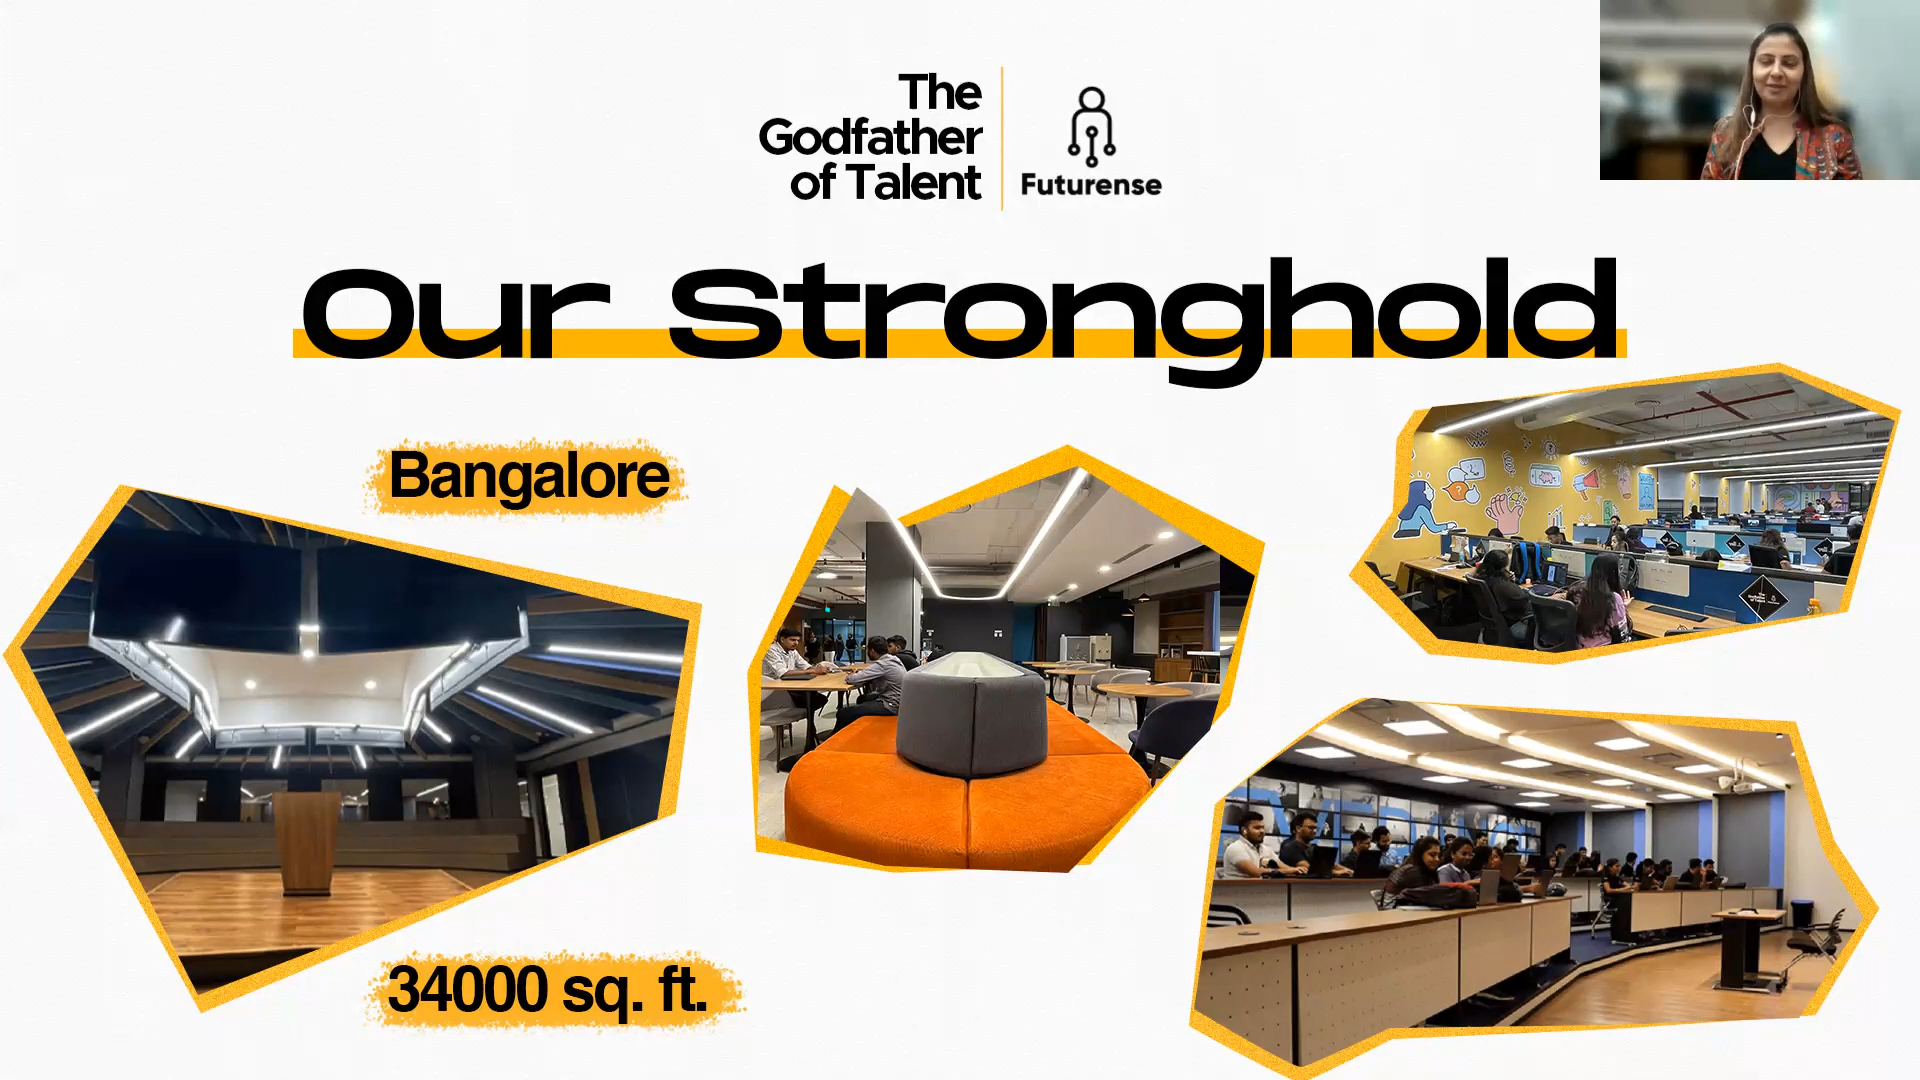 The
Godfather
of Talent
Futurense
Our Stronghold
Bangalore
34000 sq. ft.